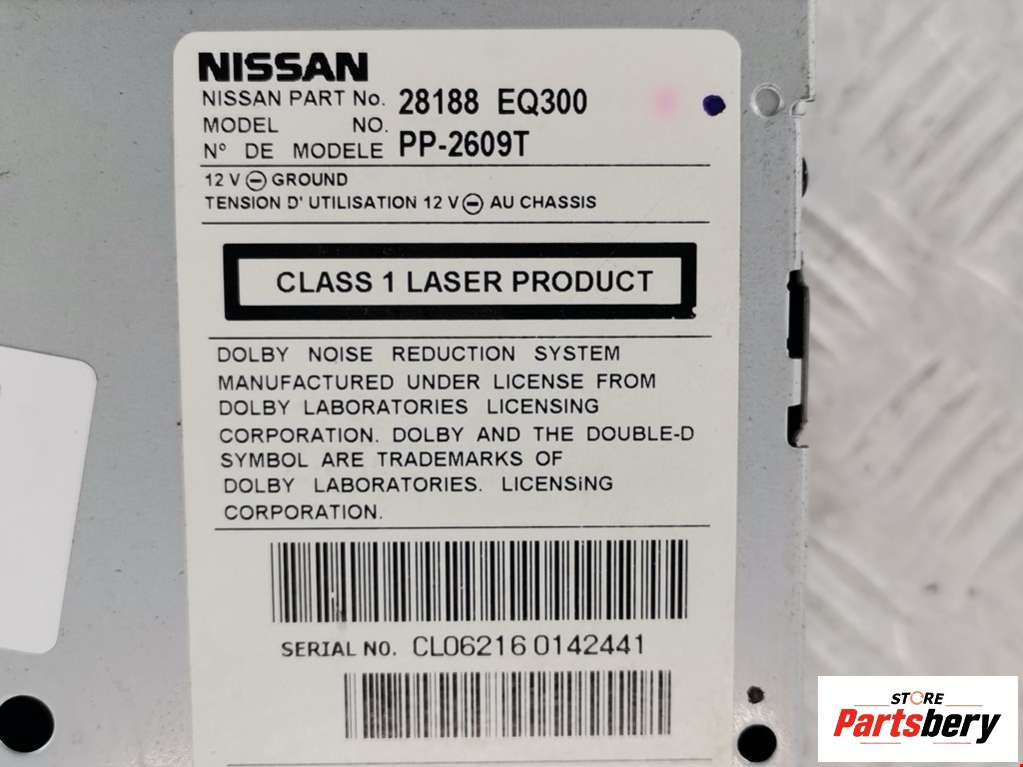 NISSAN
NISSAN PART No. 28188 EQ300
MODEL NO.
N° DE MODELE PP-2609T
12 V ⊖ GROUND
TENSION D' UTILISATION 12 V ⊖ AU CHASSIS
CLASS 1 LASER PRODUCT
DOLBY NOISE REDUCTION SYSTEM
MANUFACTURED UNDER LICENSE FROM
DOLBY LABORATORIES LICENSING
CORPORATION. DOLBY AND THE DOUBLE-D
SYMBOL ARE TRADEMARKS OF
DOLBY LABORATORIES. LICENSiNG
CORPORATION.
SERIAL NO. CL062160142441
STORE
Partsbery